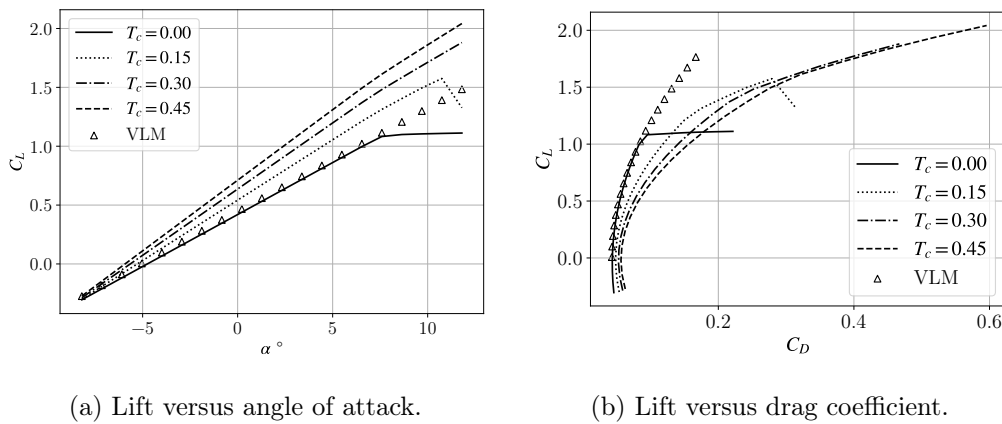 2.0
1.5
1.0
0.5
0.0
C_L
T_c = 0.00
T_c = 0.15
T_c = 0.30
T_c = 0.45
VLM
−5 0 5 10
α °
(a) Lift versus angle of attack.
2.0
1.5
1.0
0.5
0.0
C_L
T_c = 0.00
T_c = 0.15
T_c = 0.30
T_c = 0.45
VLM
0.2 0.4 0.6
C_D
(b) Lift versus drag coefficient.